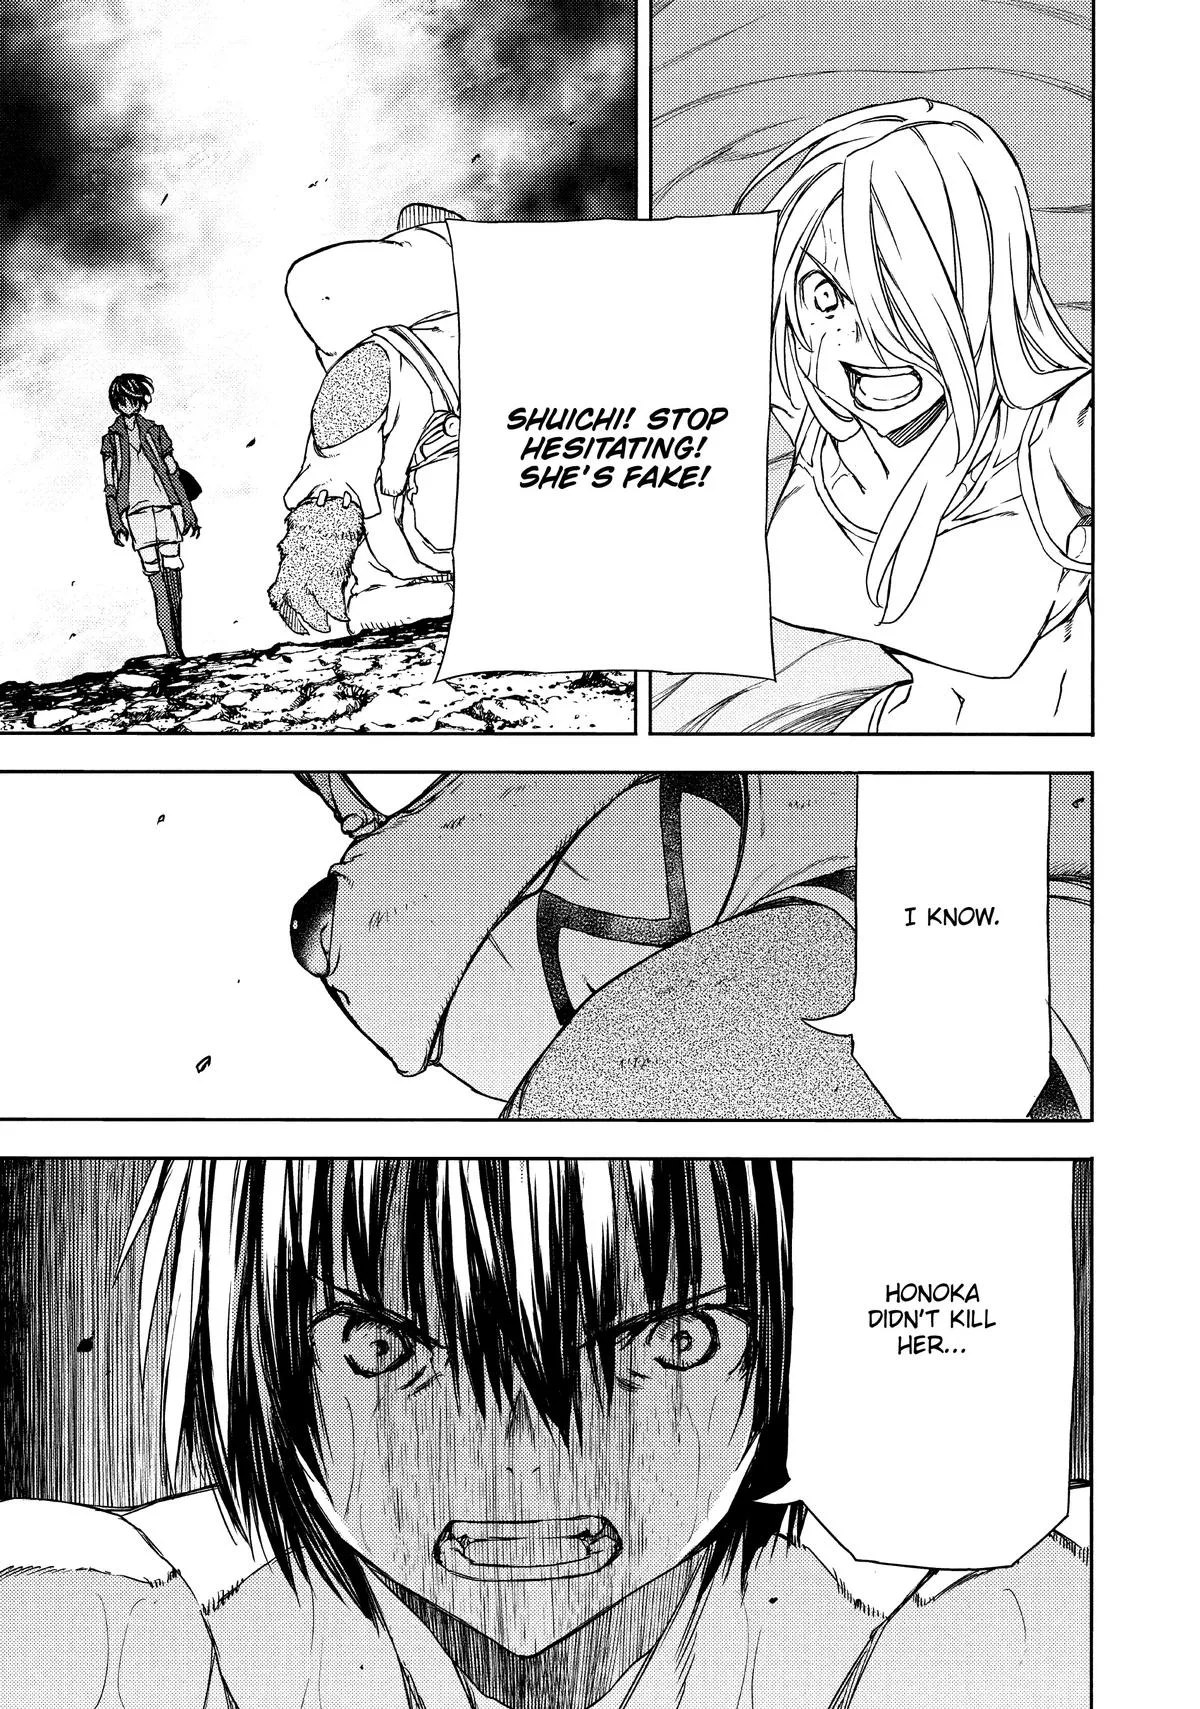 SHUICHI! STOP
HESITATING!
SHE'S FAKE!
I KNOW.
HONOKA
DIDN'T KILL
HER...